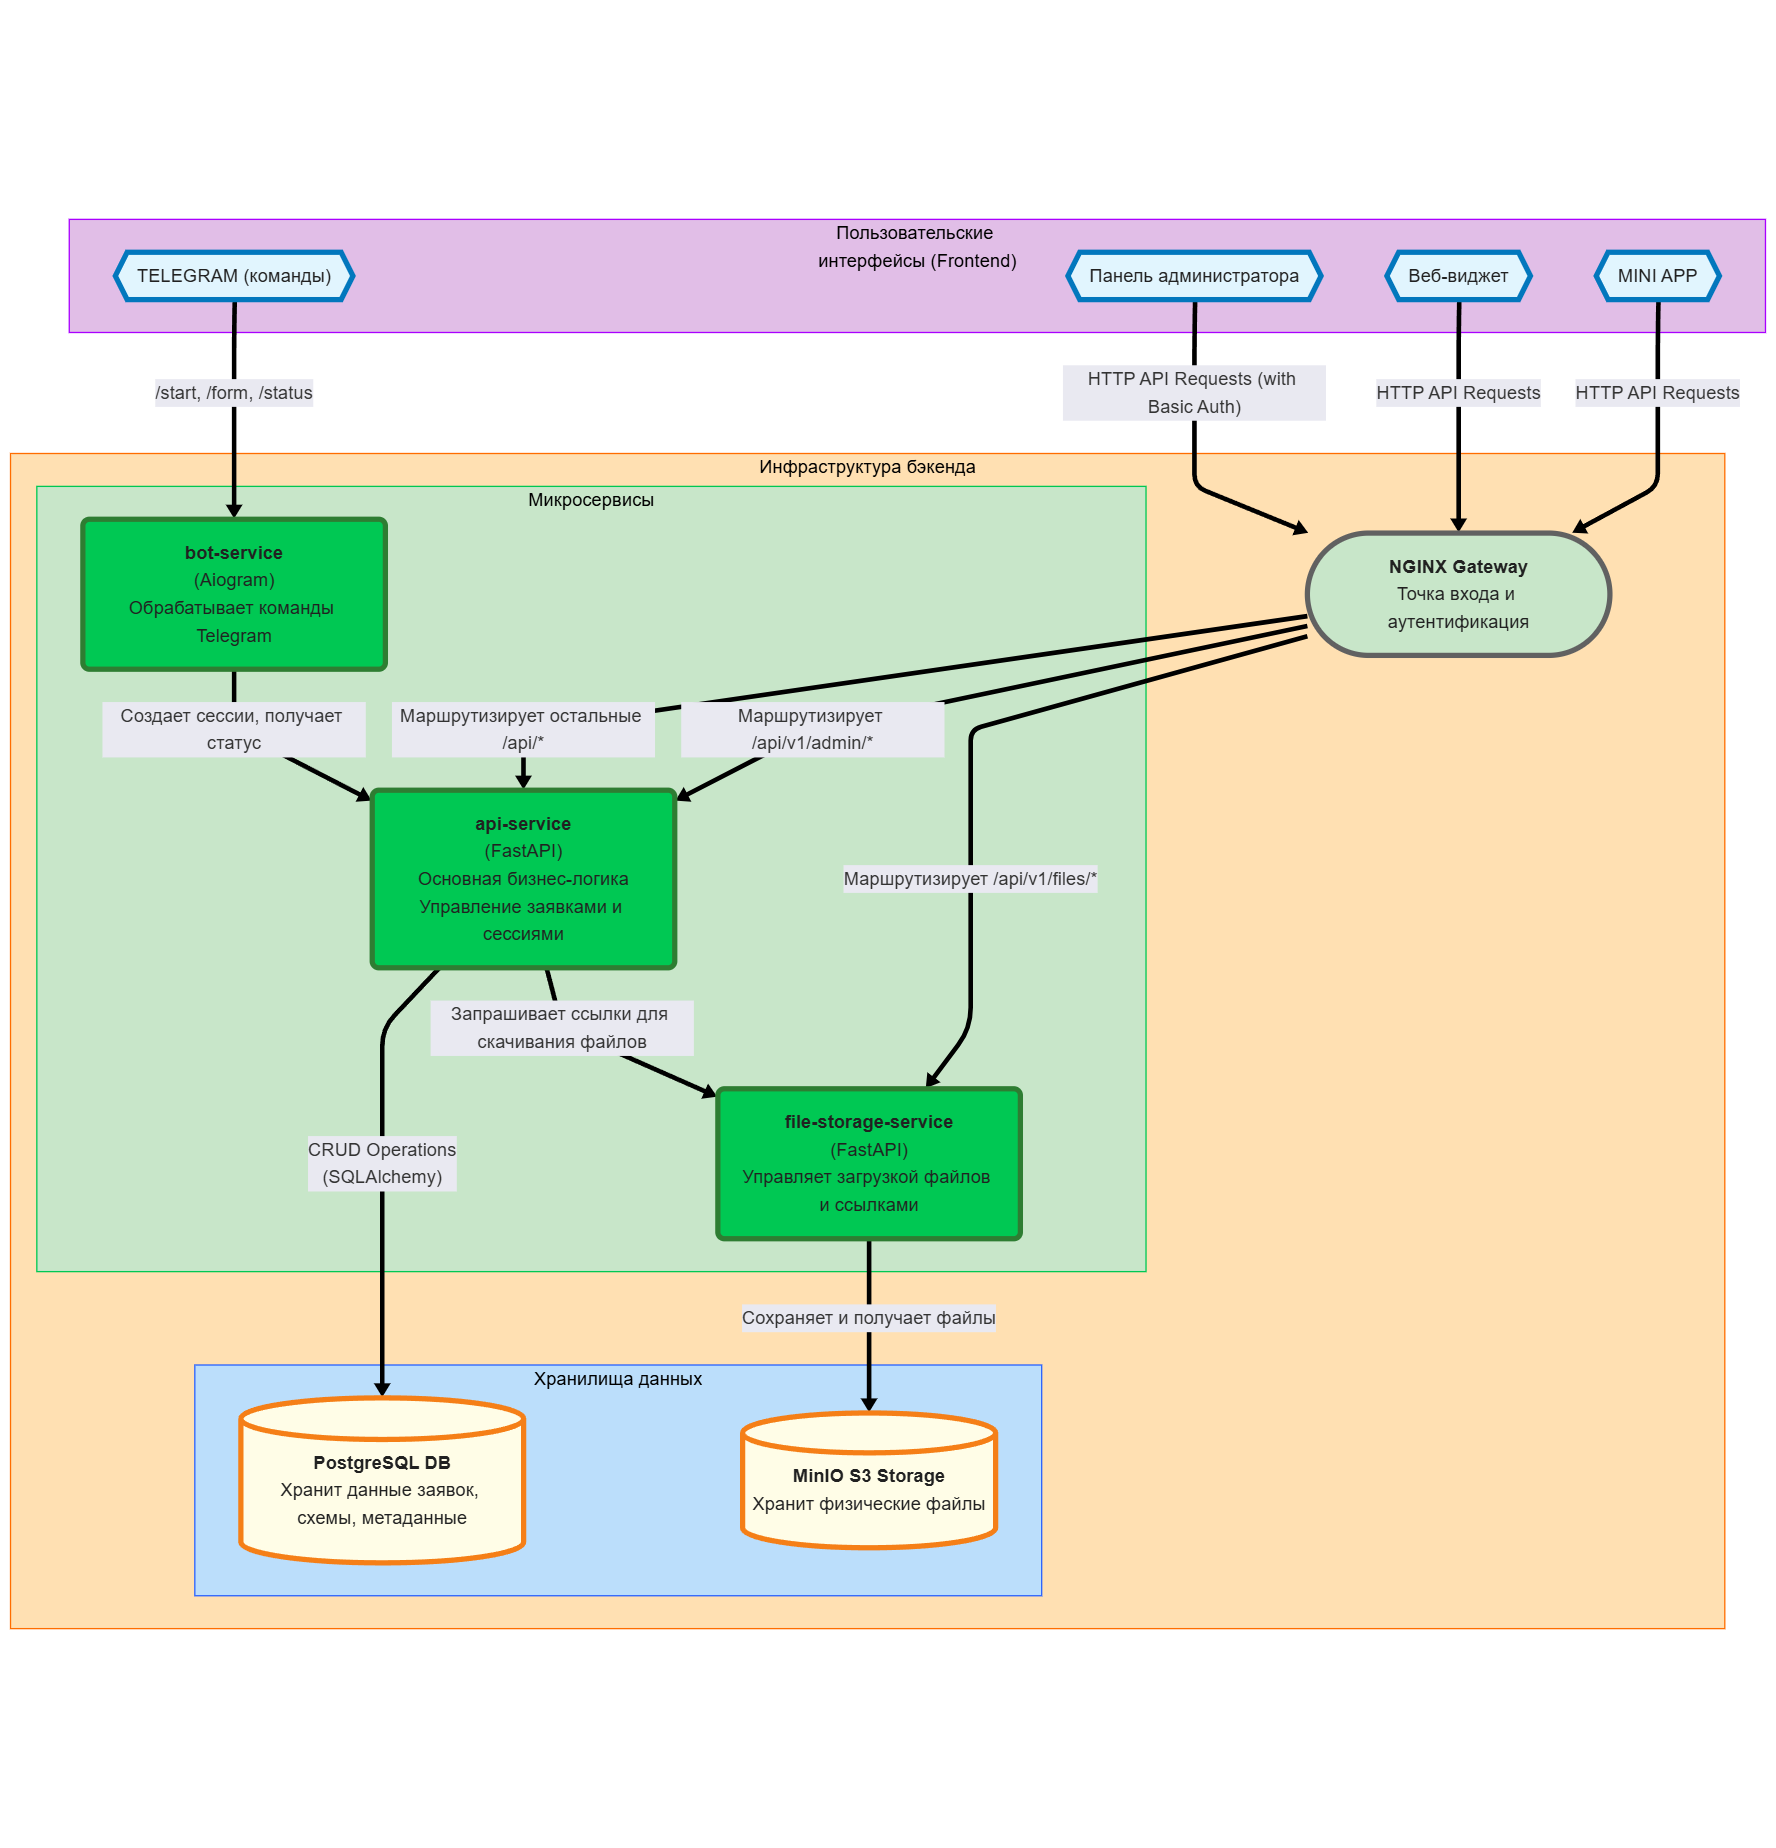 Пользовательские
интерфейсы (Frontend)
TELEGRAM (команды)
Панель администратора
Веб-виджет
MINI APP
/start, /form, /status
HTTP API Requests (with
Basic Auth)
HTTP API Requests
HTTP API Requests
Инфраструктура бэкенда
Микросервисы
bot-service
(Aiogram)
Обрабатывает команды
Telegram
NGINX Gateway
Точка входа и
аутентификация
Создает сессии, получает
статус
Маршрутизирует остальные
/api/*
Маршрутизирует
/api/v1/admin/*
api-service
(FastAPI)
Основная бизнес-логика
Управление заявками и
сессиями
Маршрутизирует /api/v1/files/*
Запрашивает ссылки для
скачивания файлов
file-storage-service
(FastAPI)
Управляет загрузкой файлов
и ссылками
CRUD Operations
(SQLAlchemy)
Сохраняет и получает файлы
Хранилища данных
PostgreSQL DB
Хранит данные заявок,
схемы, метаданные
MinIO S3 Storage
Хранит физические файлы